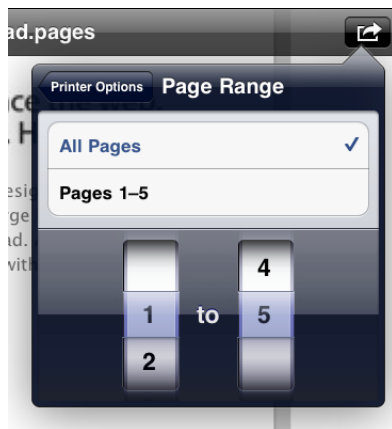 ad.pages
Printer Options
Page Range
All Pages
Pages 1–5
4
1 to 5
2